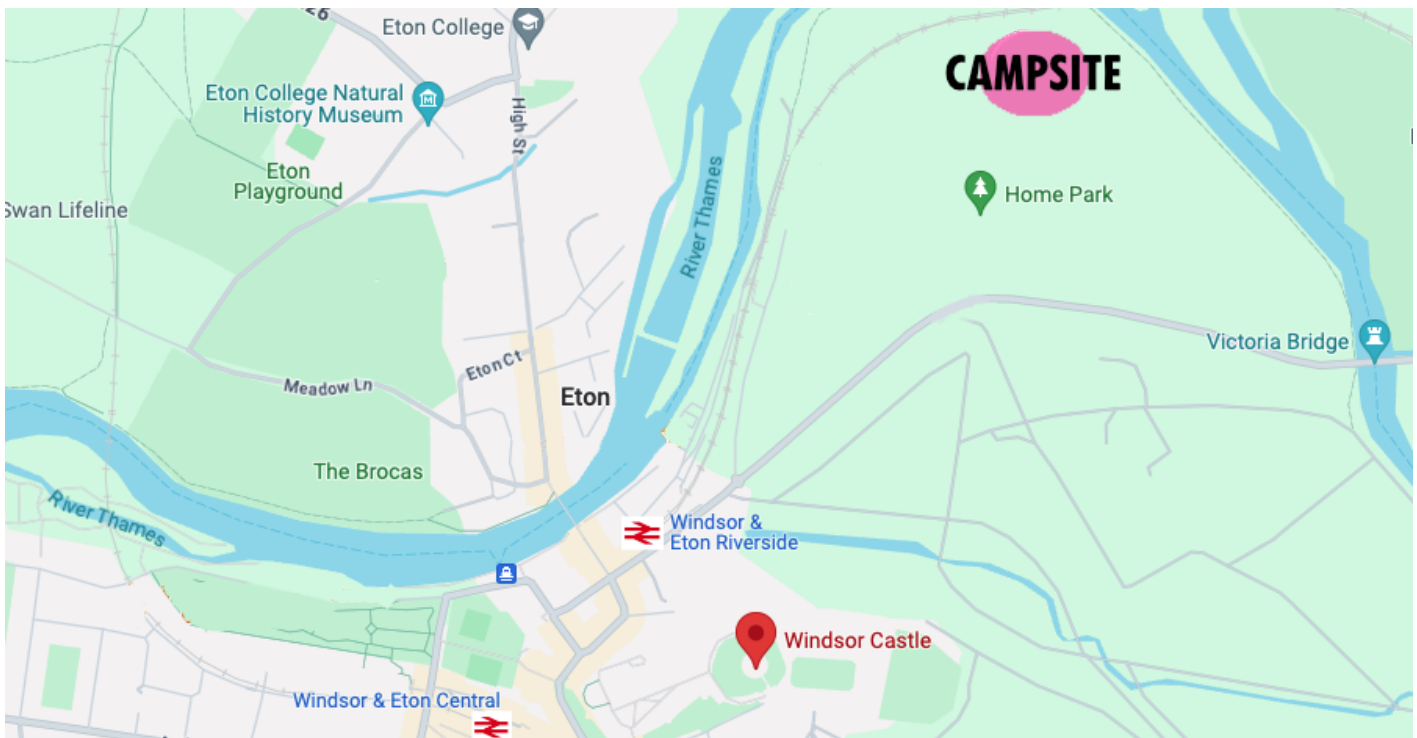 Eton College
CAMPSITE
Eton College Natural
History Museum
High St
Eton
Playground
River Thames
Home Park
Swan Lifeline
Victoria Bridge
Eton Ct
Meadow Ln
Eton
The Brocas
River Thames
Windsor &
Eton Riverside
Windsor Castle
Windsor & Eton Central